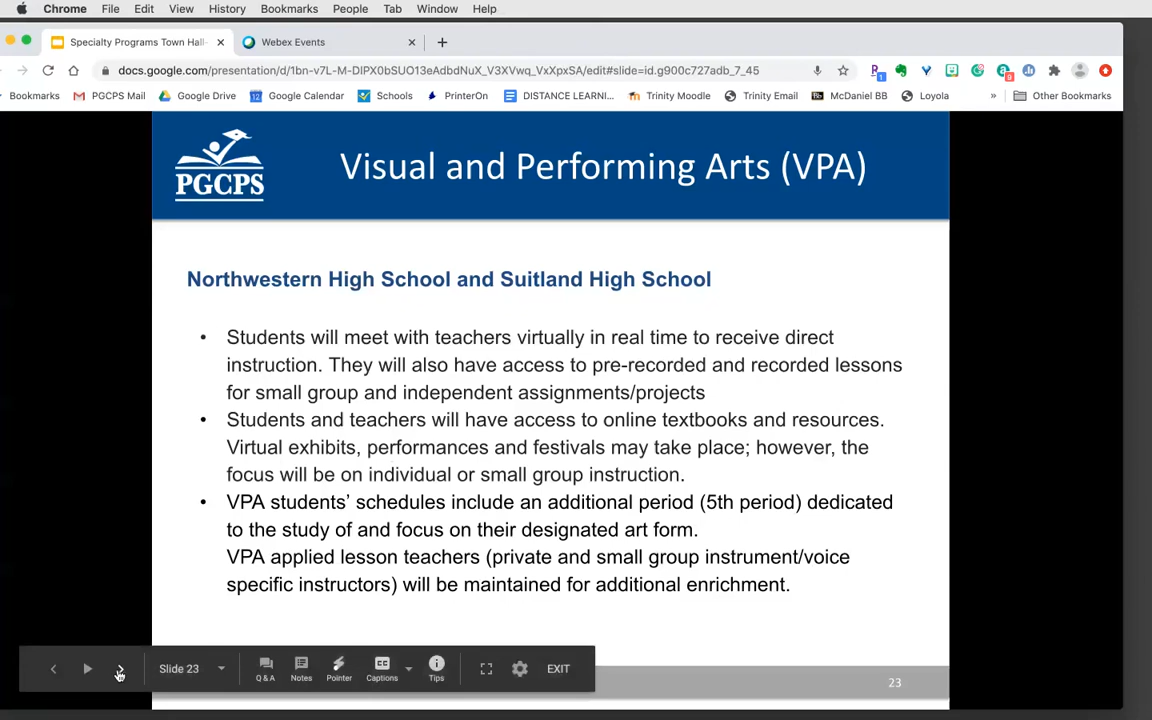 Chrome File Edit View History Bookmarks People Tab Window Help
Specialty Programs Town Hall
Webex Events
docs.google.com/presentation/d/1bn-v7L-M-DIPX0bSUO13eAdbdNuX_V3XVwq_VxXpxSA/edit#slide=id.g900c727adb_7_45
Bookmarks PGCPS Mail Google Drive Google Calendar Schools PrinterOn DISTANCE LEARNI... Trinity Moodle Trinity Email McDaniel BB Loyola » Other Bookmarks
PGCPS
Visual and Performing Arts (VPA)
Northwestern High School and Suitland High School
• Students will meet with teachers virtually in real time to receive direct
instruction. They will also have access to pre-recorded and recorded lessons
for small group and independent assignments/projects
• Students and teachers will have access to online textbooks and resources.
Virtual exhibits, performances and festivals may take place; however, the
focus will be on individual or small group instruction.
• VPA students’ schedules include an additional period (5th period) dedicated
to the study of and focus on their designated art form.
VPA applied lesson teachers (private and small group instrument/voice
specific instructors) will be maintained for additional enrichment.
Slide 23 Q & A Notes Pointer CC Captions Tips EXIT
23